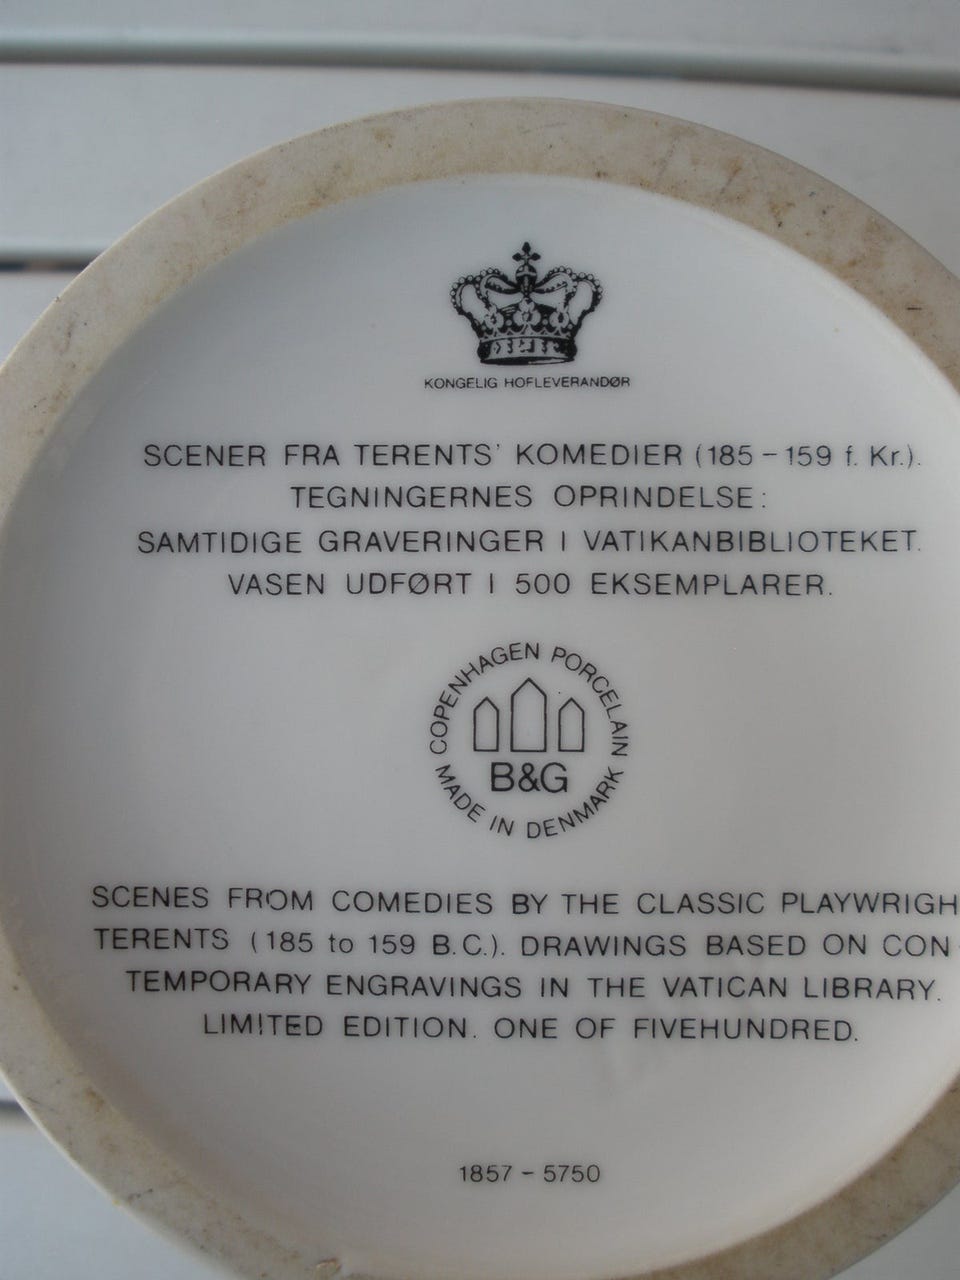 KONGELIG HOFLEVERANDØR
SCENER FRA TERENTS' KOMEDIER (185 – 159 f. Kr.).
TEGNINGERNES OPRINDELSE:
SAMTIDIGE GRAVERINGER I VATIKANBIBLIOTEKET.
VASEN UDFØRT I 500 EKSEMPLARER.
COPENHAGEN PORCELAIN
B&G
MADE IN DENMARK
SCENES FROM COMEDIES BY THE CLASSIC PLAYWRIGH
TERENTS (185 to 159 B.C.). DRAWINGS BASED ON CON-
TEMPORARY ENGRAVINGS IN THE VATICAN LIBRARY.
LIMITED EDITION. ONE OF FIVEHUNDRED.
1857 – 5750